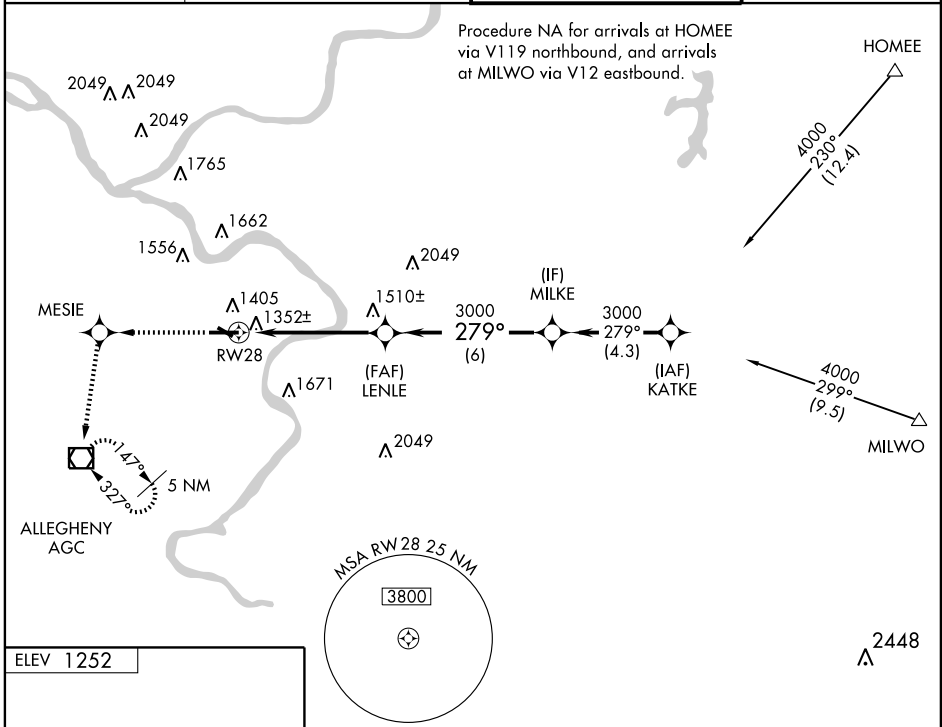 Procedure NA for arrivals at HOMEE
via V119 northbound, and arrivals
at MILWO via V12 eastbound.
HOMEE
2049
2049
2049
4000
230°
(12.4)
1765
1662
1556
2049
(IF)
MILKE
MESIE
1405
1352±
1510±
3000
279°
(6)
3000
279°
(4.3)
RW28
(FAF)
LENLE
(IAF)
KATKE
4000
299°
(9.5)
1671
MILWO
2049
147°
327°
5 NM
ALLEGHENY
AGC
MSA RW28 25 NM
3800
2448
ELEV 1252